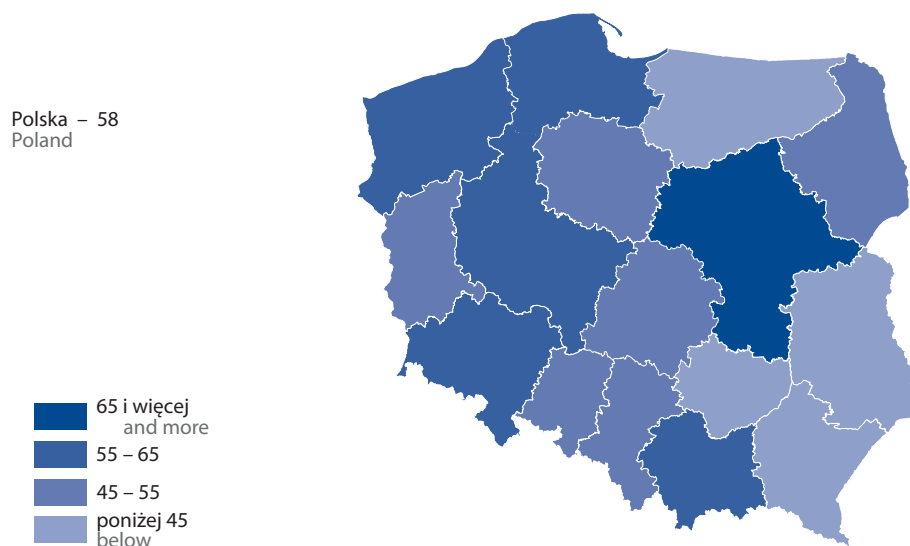 Polska – 58
Poland
65 i więcej
and more
55 – 65
45 – 55
poniżej 45
below